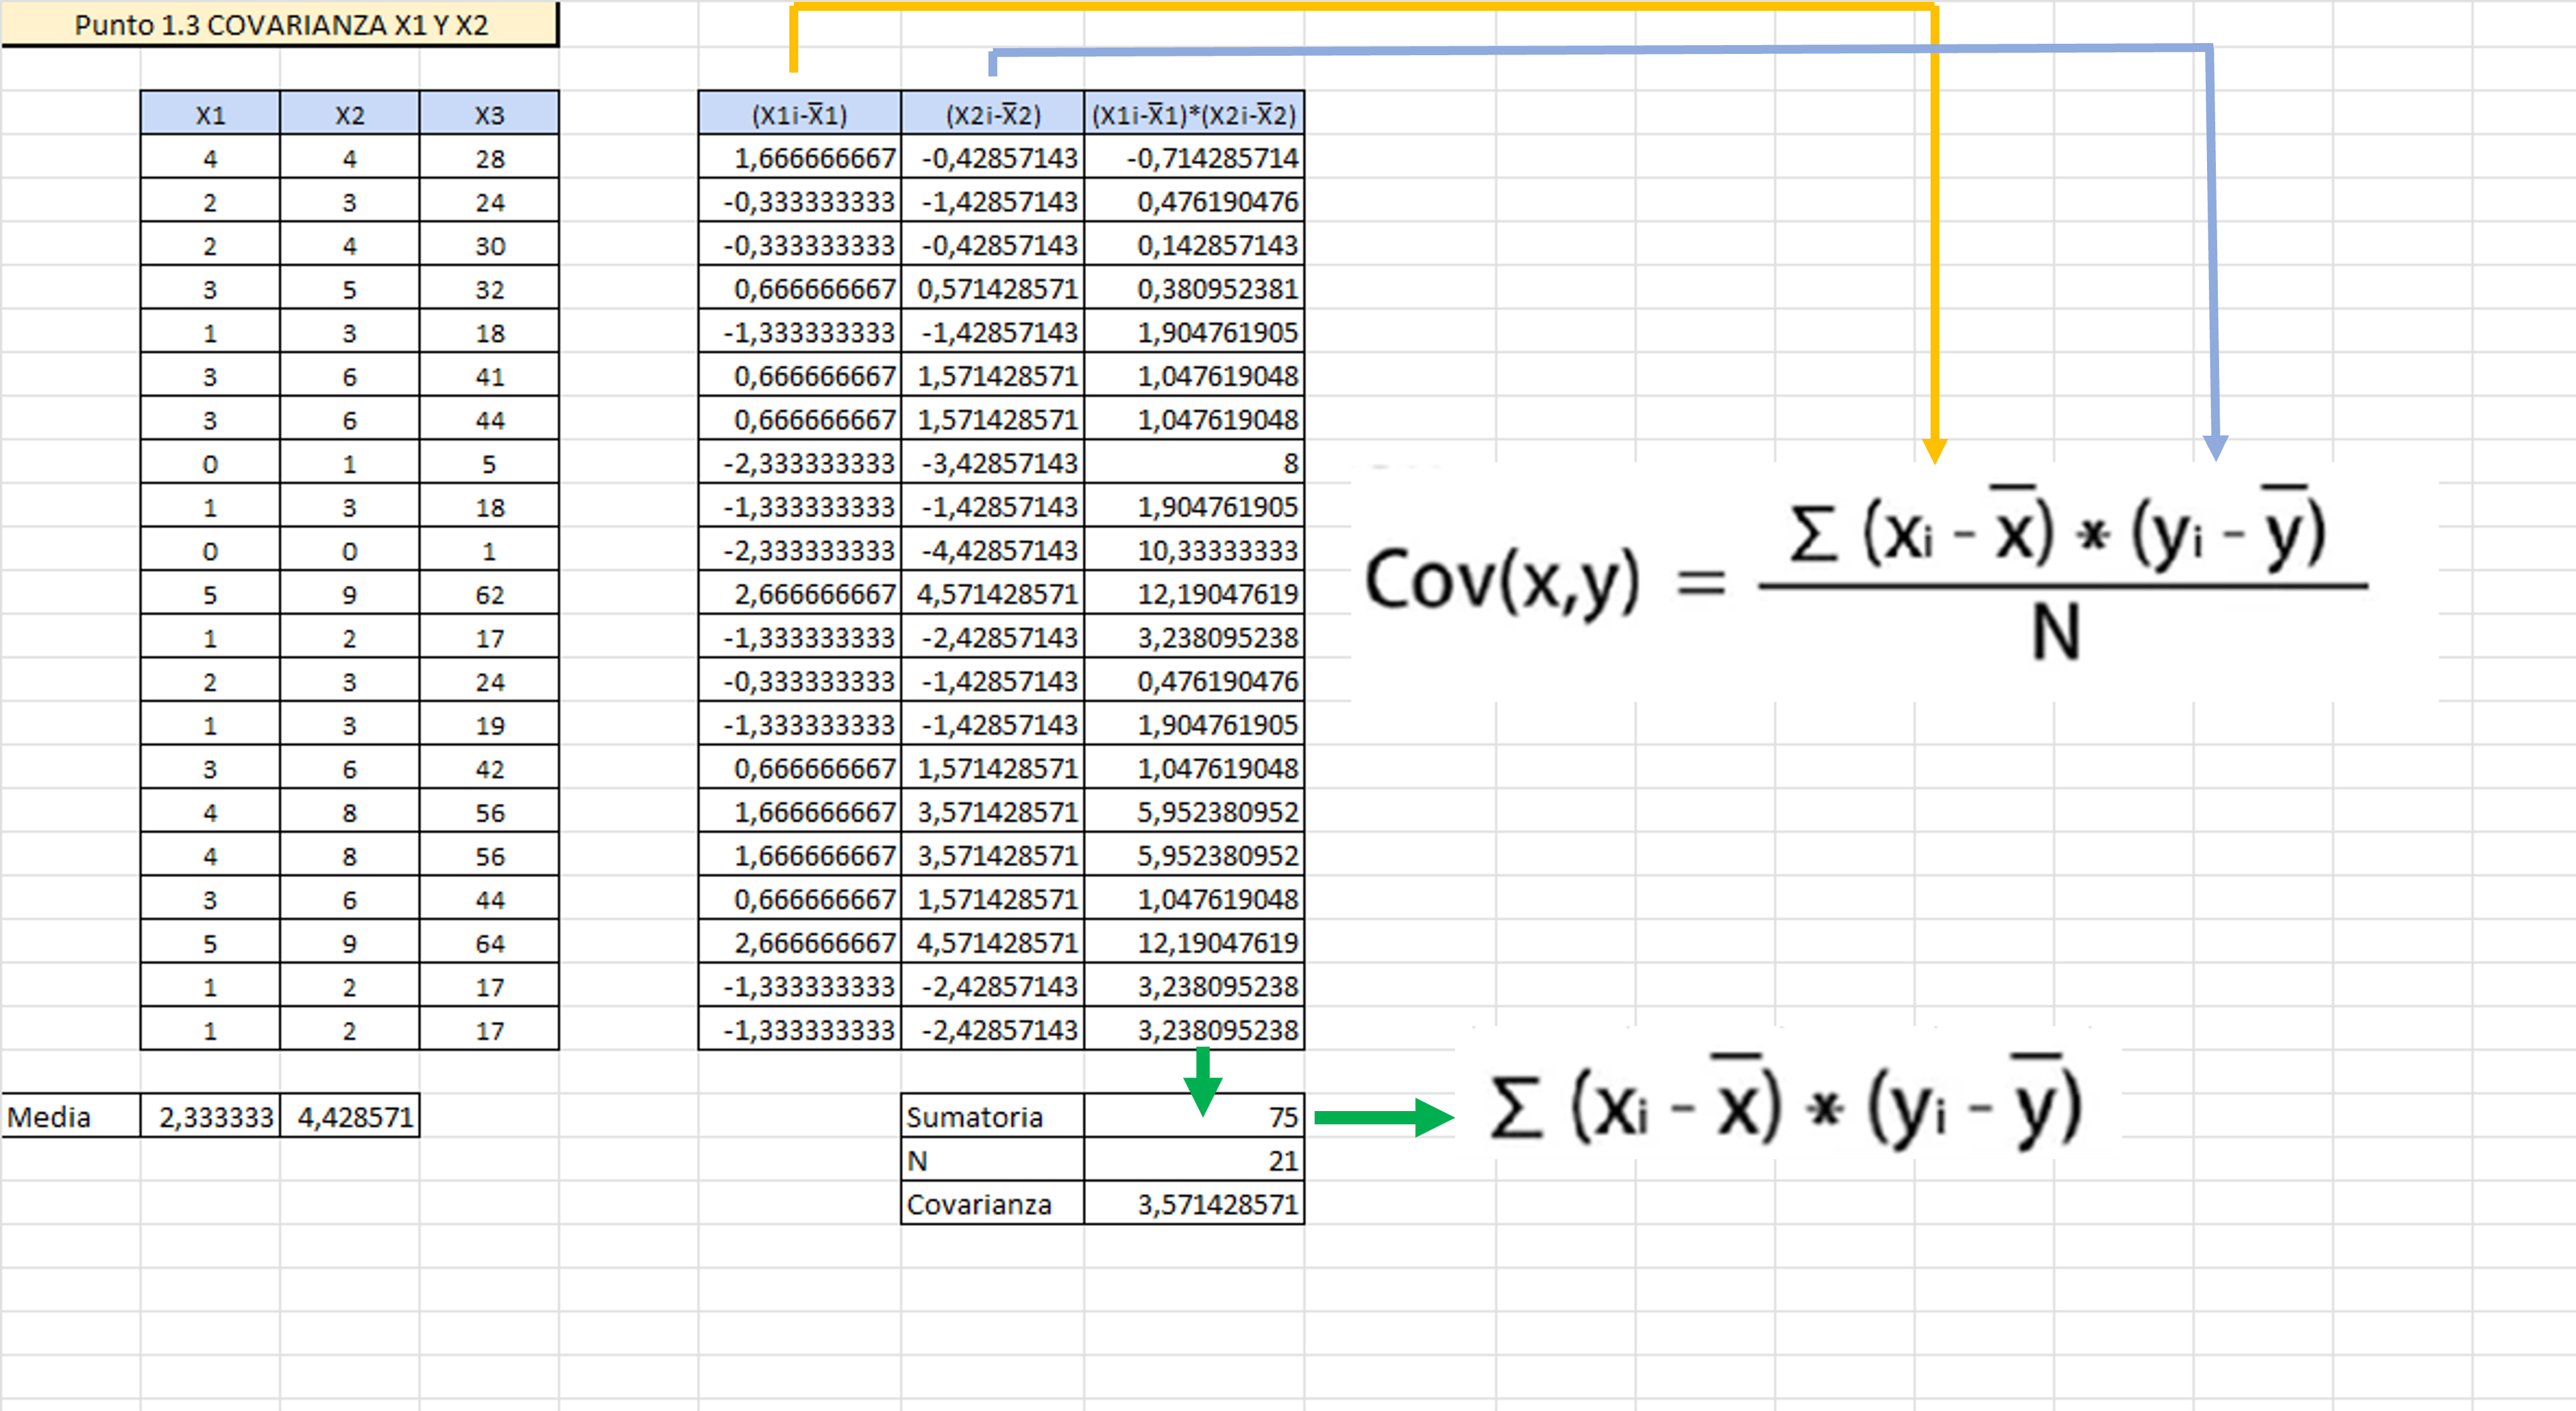 Punto 1.3 COVARIANZA X1 Y X2
X1 X2 X3 (X1i-X̅1) (X2i-X̅2) (X1i-X̅1)*(X2i-X̅2)
4 4 28 1,666666667 -0,42857143 -0,714285714
2 3 24 -0,333333333 -1,42857143 0,476190476
2 4 30 -0,333333333 -0,42857143 0,142857143
3 5 32 0,666666667 0,571428571 0,380952381
1 3 18 -1,333333333 -1,42857143 1,904761905
3 6 41 0,666666667 1,571428571 1,047619048
3 6 44 0,666666667 1,571428571 1,047619048
0 1 5 -2,333333333 -3,42857143 8
1 3 18 -1,333333333 -1,42857143 1,904761905
0 0 1 -2,333333333 -4,42857143 10,33333333
5 9 62 2,666666667 4,571428571 12,19047619
1 2 17 -1,333333333 -2,42857143 3,238095238
2 3 24 -0,333333333 -1,42857143 0,476190476
1 3 19 -1,333333333 -1,42857143 1,904761905
3 6 42 0,666666667 1,571428571 1,047619048
4 8 56 1,666666667 3,571428571 5,952380952
4 8 56 1,666666667 3,571428571 5,952380952
3 6 44 0,666666667 1,571428571 1,047619048
5 9 64 2,666666667 4,571428571 12,19047619
1 2 17 -1,333333333 -2,42857143 3,238095238
1 2 17 -1,333333333 -2,42857143 3,238095238
Media 2,333333 4,428571
Sumatoria 75
N 21
Covarianza 3,571428571
Σ (xi - x̅) * (yi - y̅)
Cov(x,y) =
N
Σ (xi - x̅) * (yi - y̅)